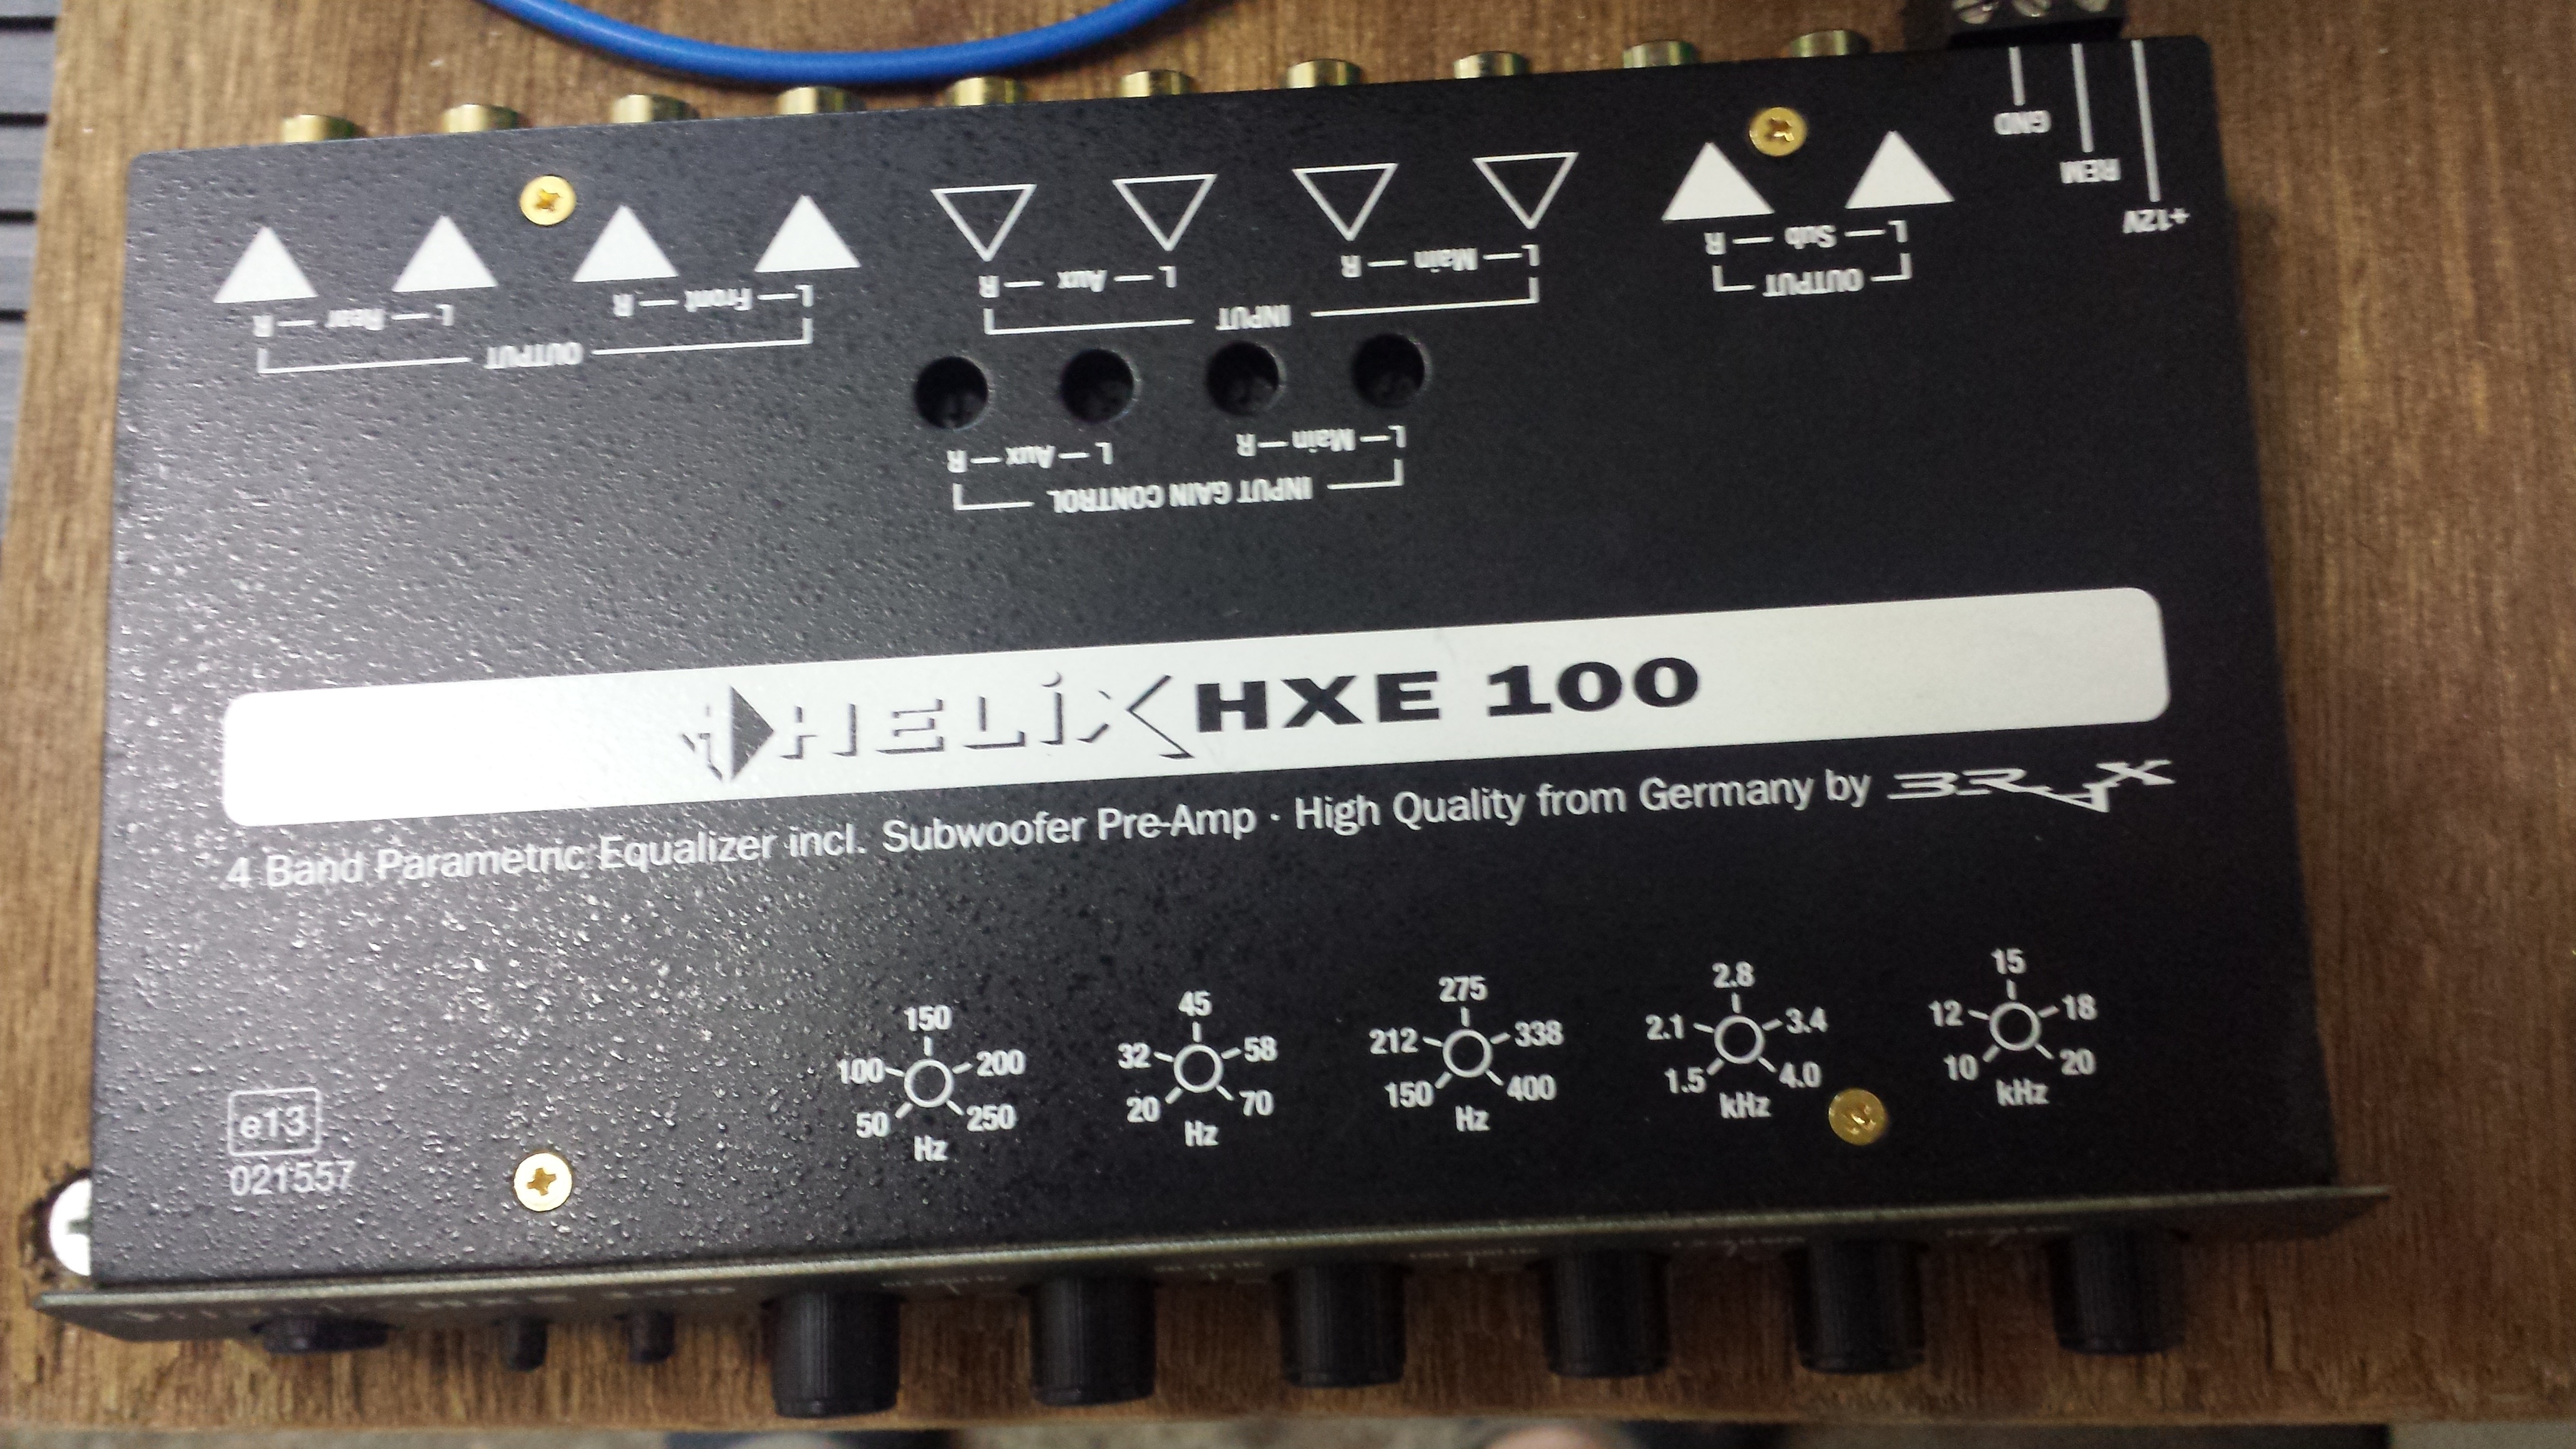 GND
REM
+12V
R — Rear — L
R — Front — L
OUTPUT
R — Aux — L
R — Main — L
INPUT
R — Sub — L
OUTPUT
R — Aux — L
R — Main — L
INPUT GAIN CONTROL
HELIX HXE 100
4 Band Parametric Equalizer incl. Subwoofer Pre-Amp · High Quality from Germany by BRAX
150
100 200
50 250
Hz
45
32 58
20 70
Hz
275
212 338
150 400
Hz
2.8
2.1 3.4
1.5 4.0
kHz
15
12 18
10 20
kHz
e13
021557